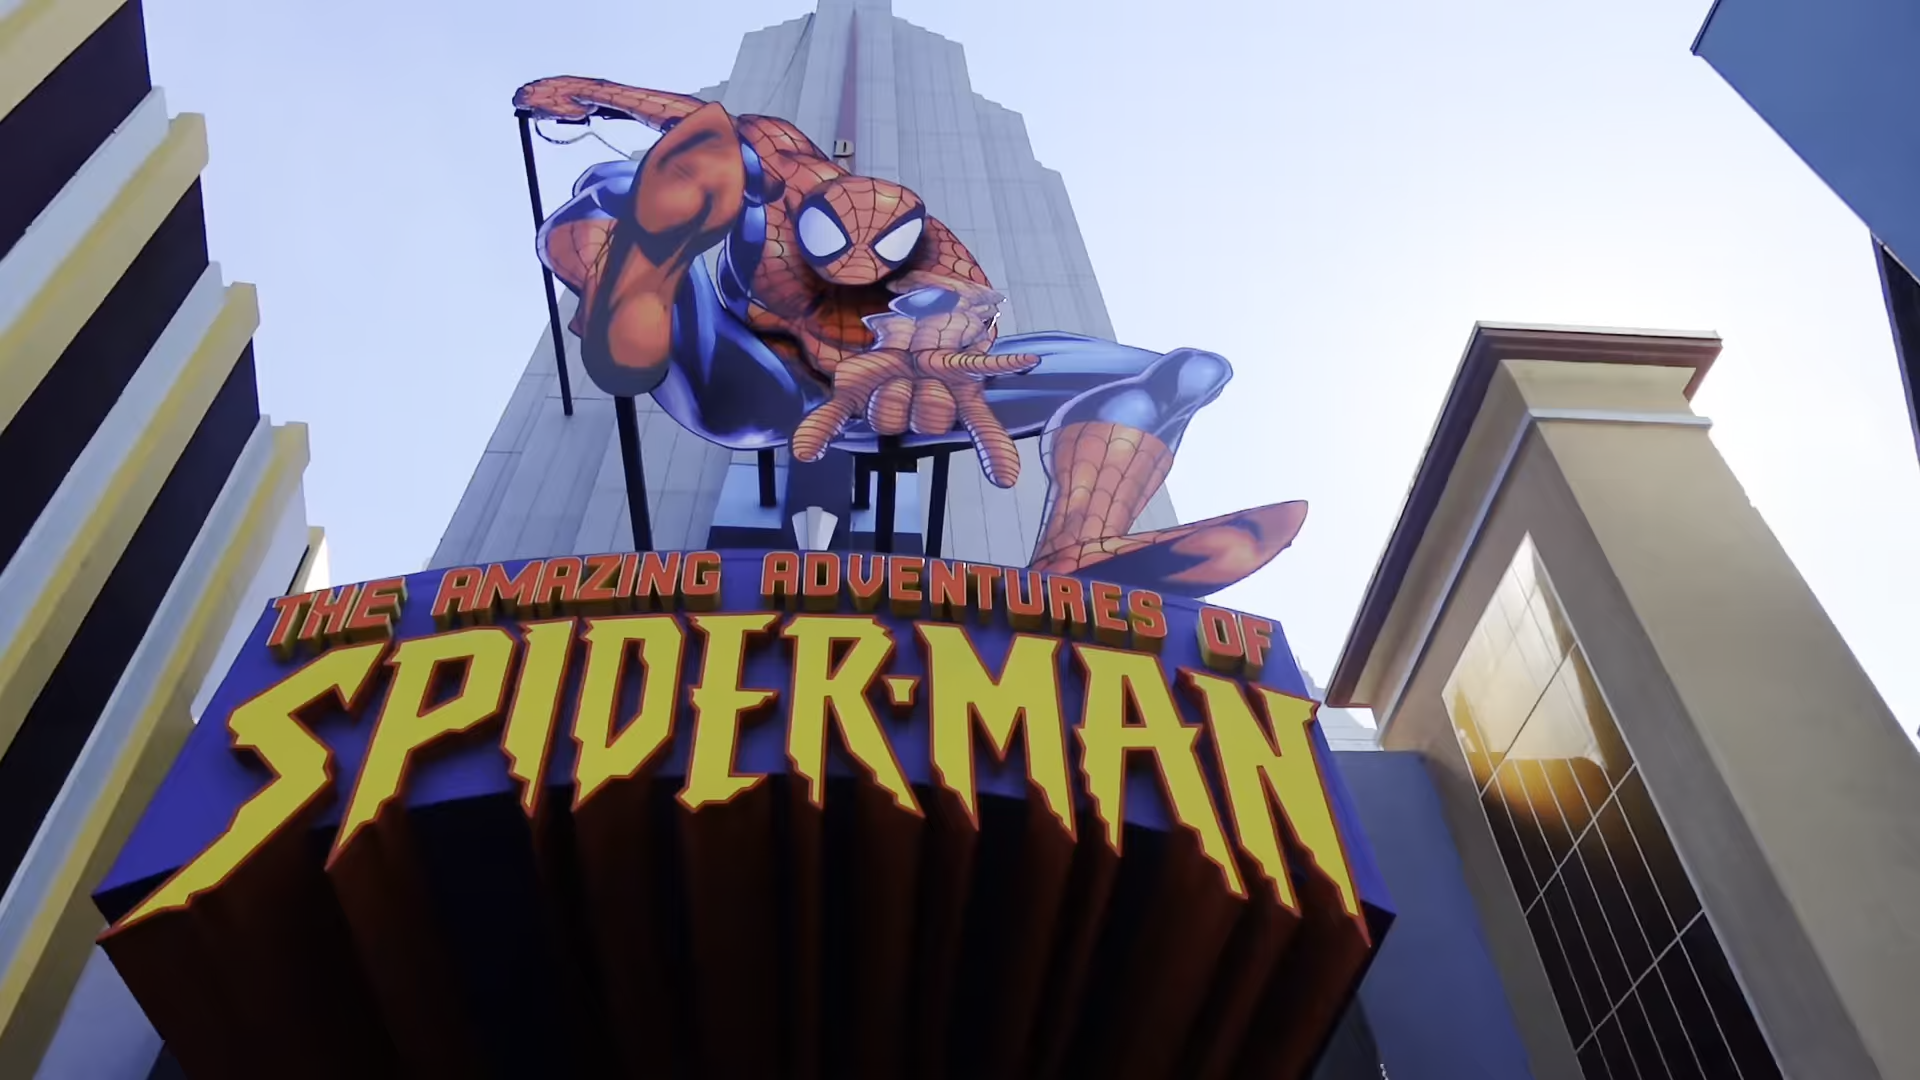 THE AMAZING ADVENTURES OF
SPIDER-MAN